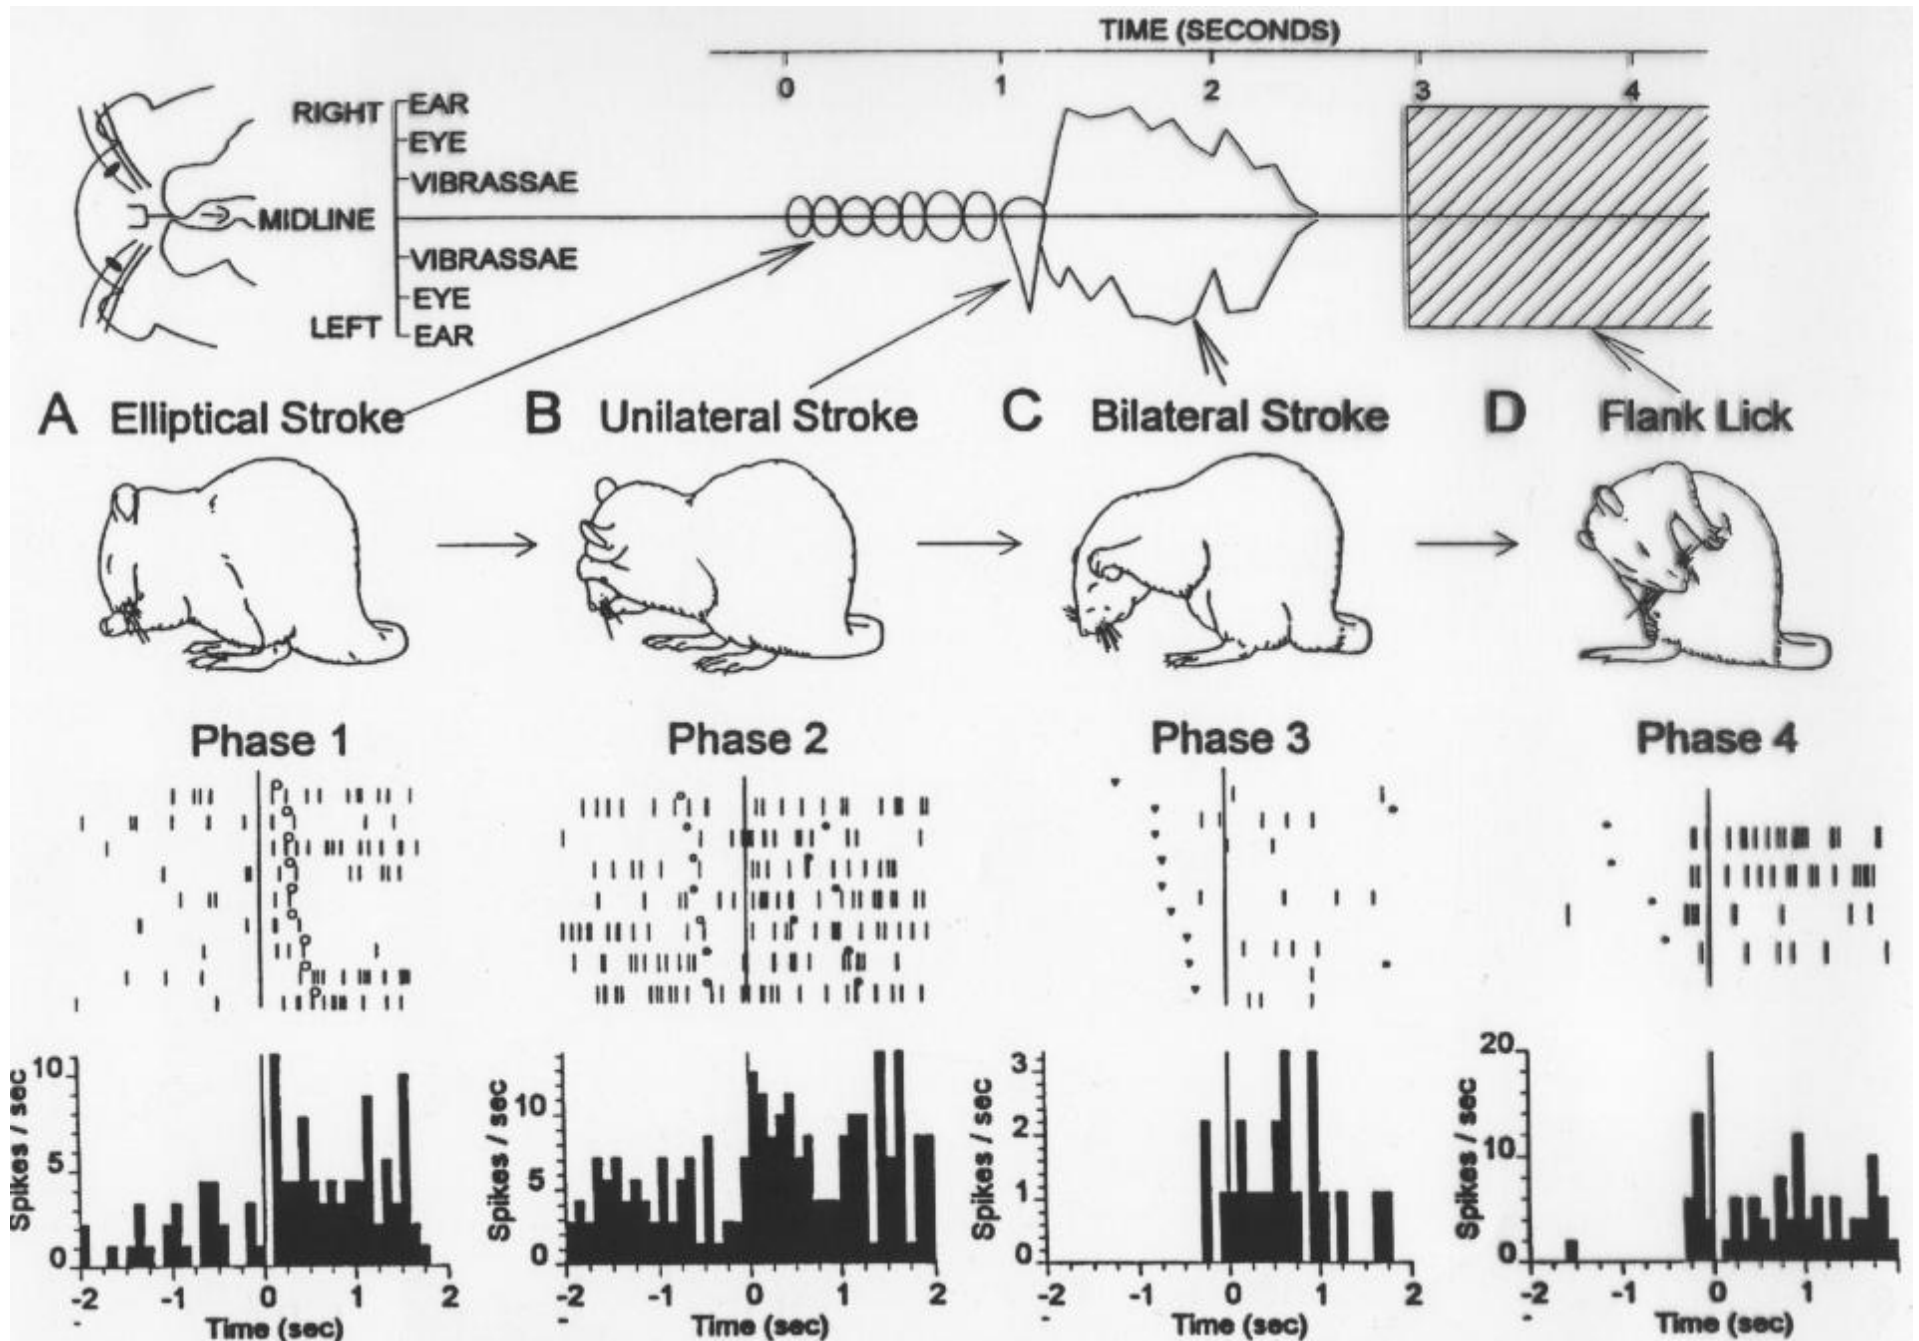 TIME (SECONDS)
0 1 2 3 4
RIGHT
EAR
EYE
VIBRASSAE
MIDLINE
VIBRASSAE
EYE
LEFT
EAR
A Elliptical Stroke
B Unilateral Stroke
C Bilateral Stroke
D Flank Lick
Phase 1
Phase 2
Phase 3
Phase 4
10
5
0
Spikes / sec
-2 -1 0 1 2
Time (sec)
10
5
0
Spikes / sec
-2 -1 0 1 2
Time (sec)
3
2
1
0
Spikes / sec
-2 -1 0 1 2
Time (sec)
20
10
0
Spikes / sec
-2 -1 0 1
Time (sec)